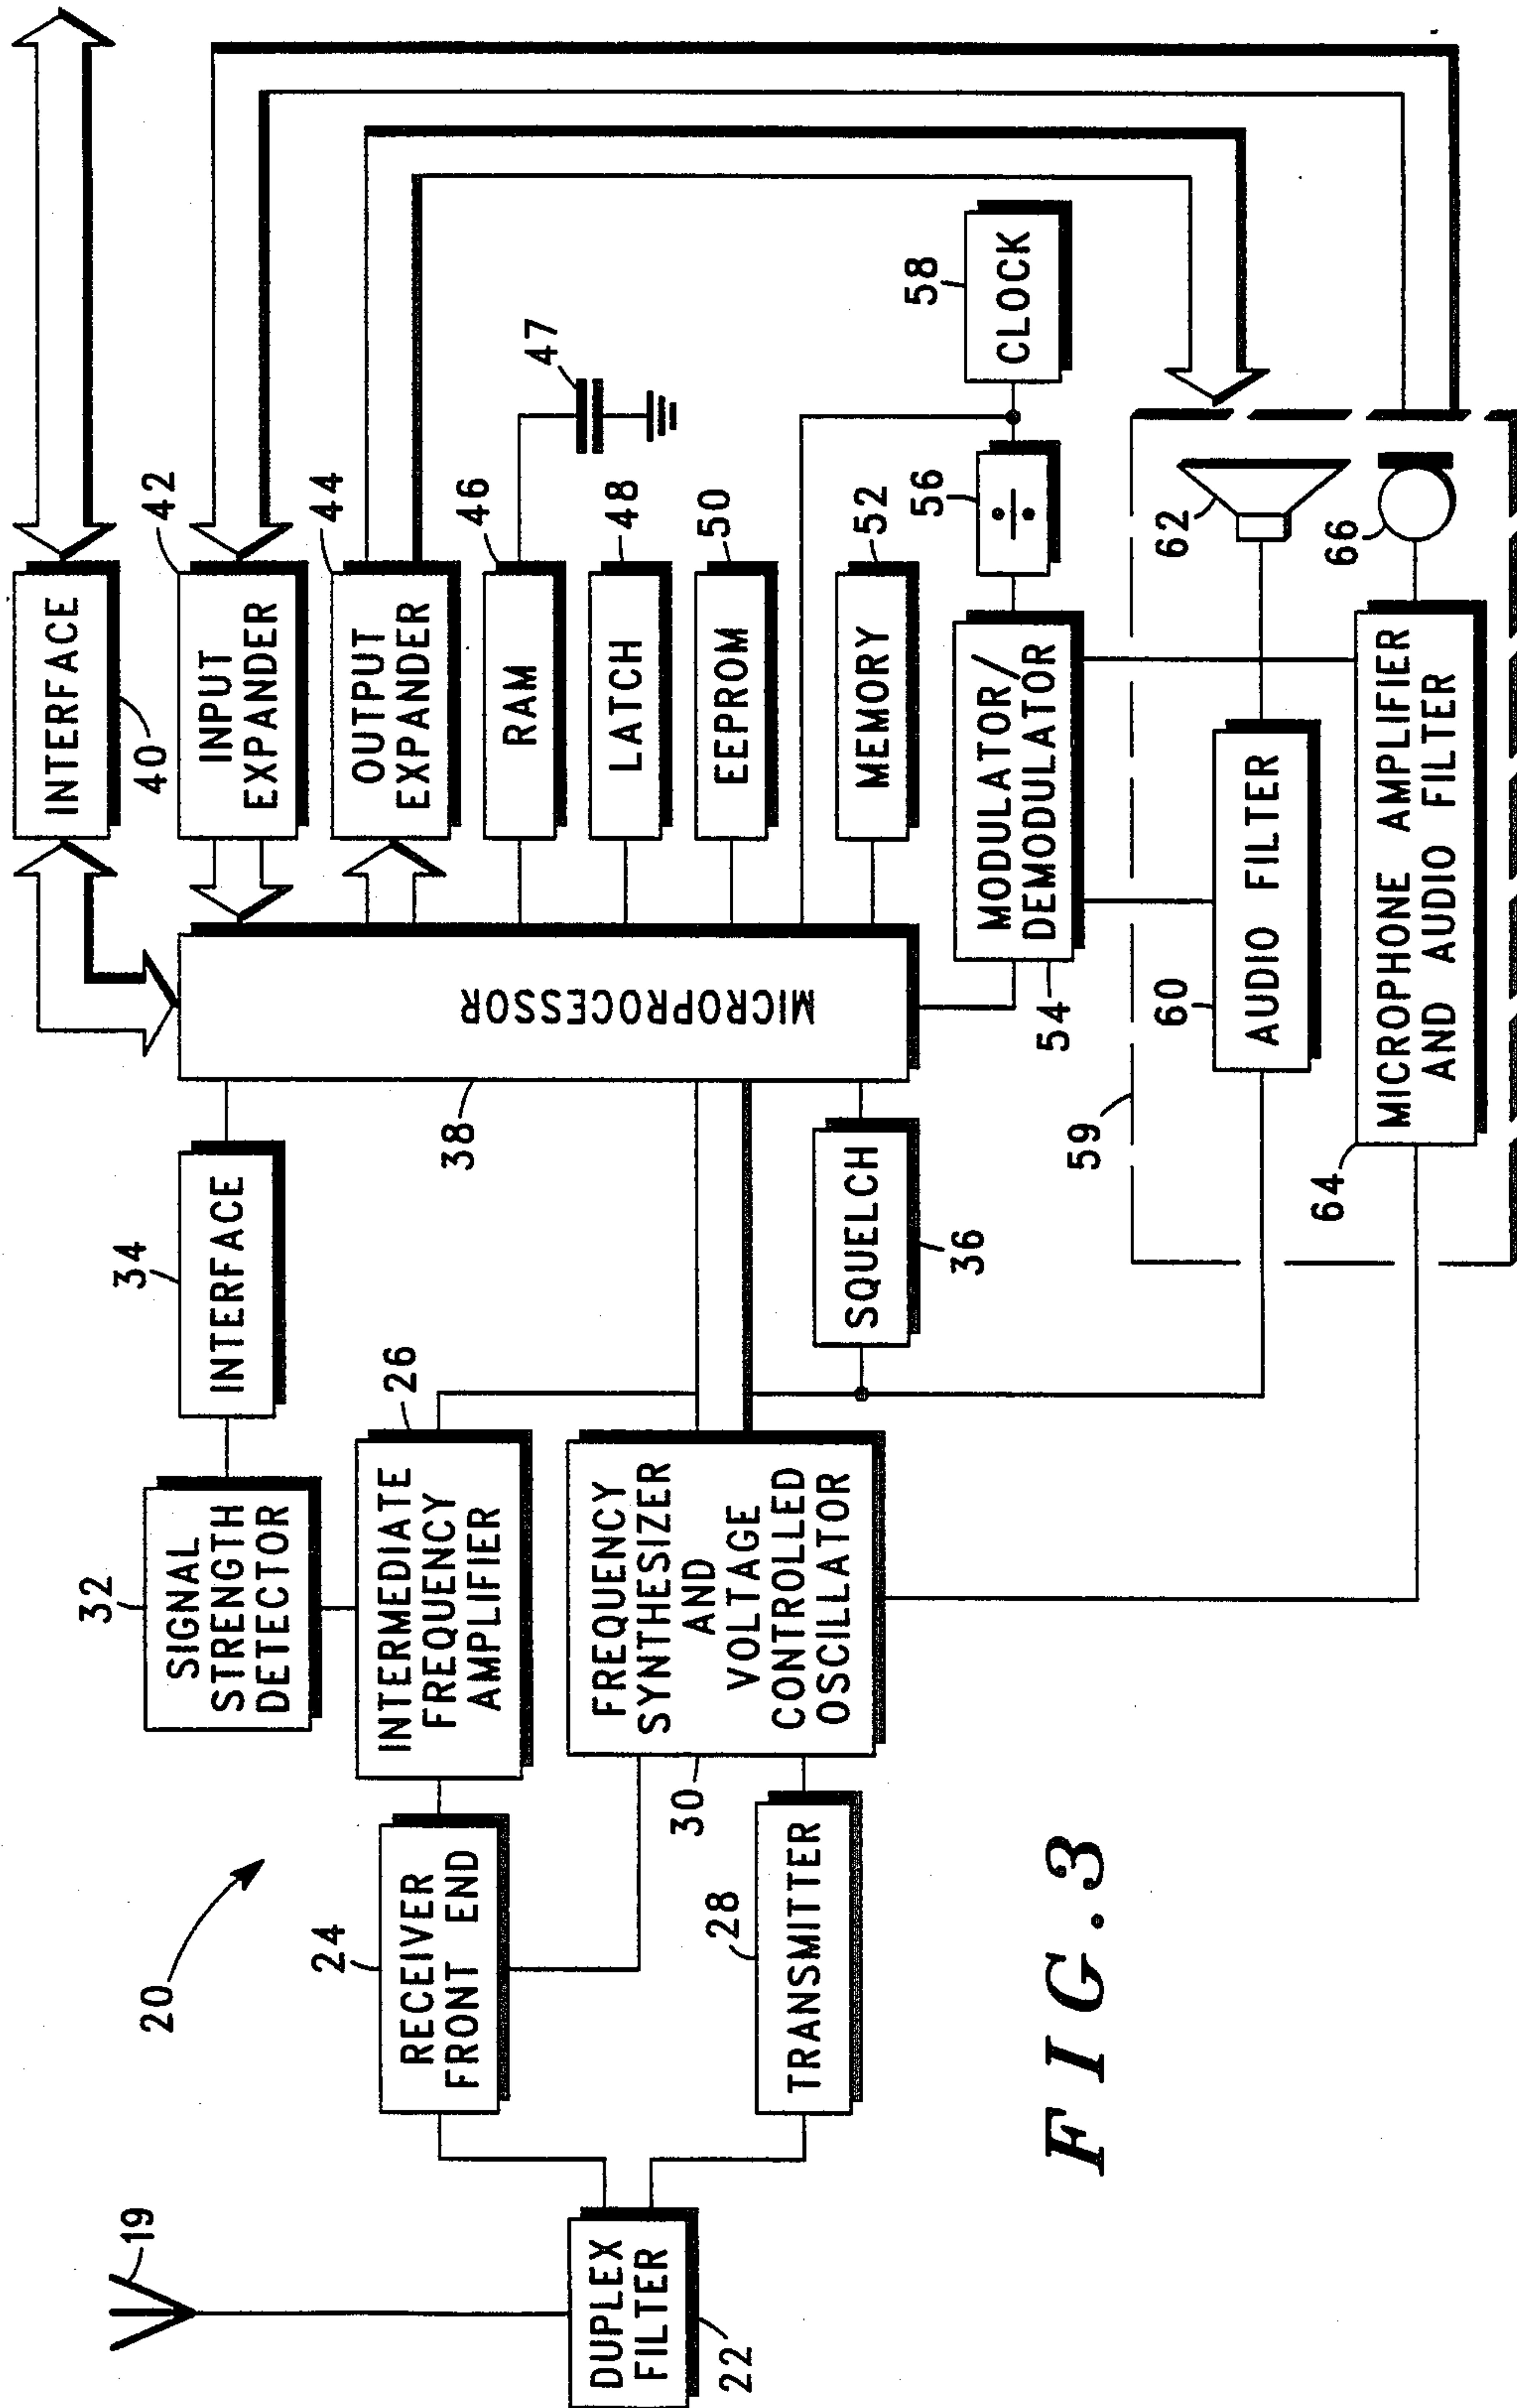 19
DUPLEX
FILTER
22
20
24
RECEIVER
FRONT END
28
TRANSMITTER
32
SIGNAL
STRENGTH
DETECTOR
INTERMEDIATE
FREQUENCY
AMPLIFIER
26
FREQUENCY
SYNTHESIZER
AND
VOLTAGE
CONTROLLED
OSCILLATOR
30
34
INTERFACE
SQUELCH
36
MICROPROCESSOR
38
INTERFACE
40
INPUT
EXPANDER
42
OUTPUT
EXPANDER
44
RAM
46
47
LATCH
48
EEPROM
50
MEMORY
52
MODULATOR/
DEMODULATOR
54
÷
56
CLOCK
58
59
60
AUDIO FILTER
62
64
MICROPHONE AMPLIFIER
AND AUDIO FILTER
66
FIG. 3